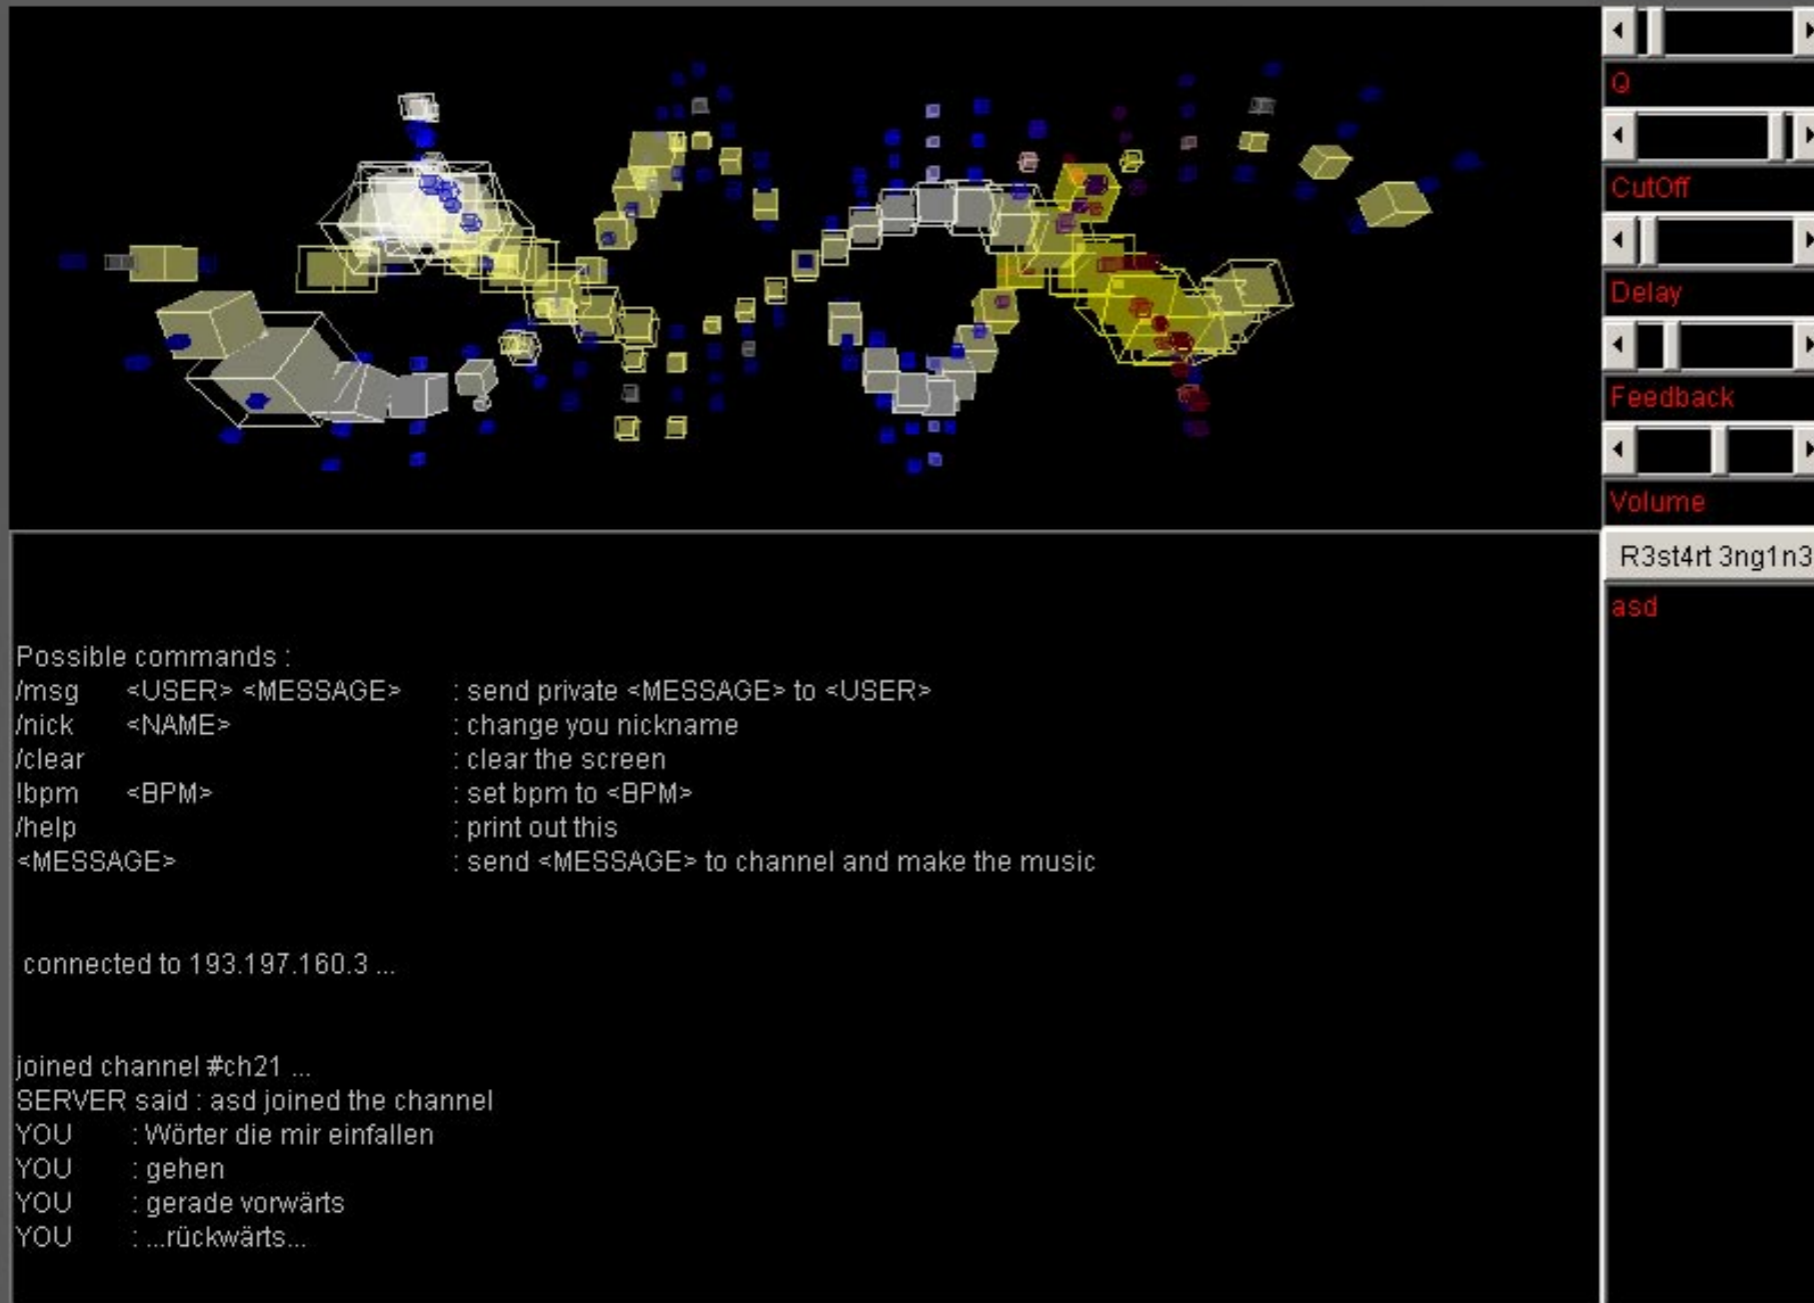 Q
CutOff
Delay
Feedback
Volume
R3st4rt 3ng1n3
asd
Possible commands :
/msg <USER> <MESSAGE> : send private <MESSAGE> to <USER>
/nick <NAME> : change you nickname
/clear : clear the screen
!bpm <BPM> : set bpm to <BPM>
/help : print out this
<MESSAGE> : send <MESSAGE> to channel and make the music
connected to 193.197.160.3 ...
joined channel #ch21 ...
SERVER said : asd joined the channel
YOU : Wörter die mir einfallen
YOU : gehen
YOU : gerade vorwärts
YOU : ...rückwärts...